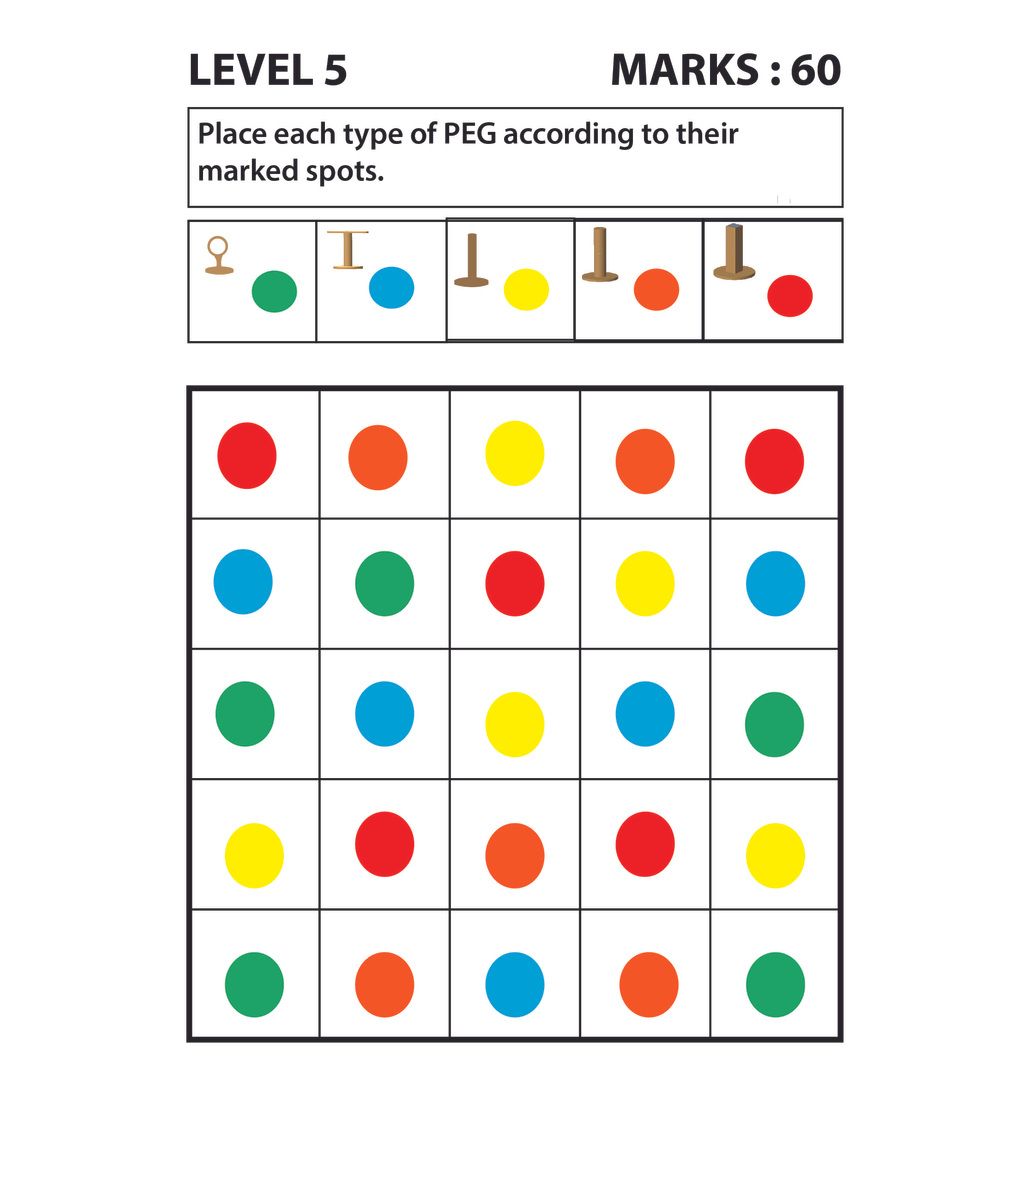 LEVEL 5
MARKS : 60
Place each type of PEG according to their
marked spots.